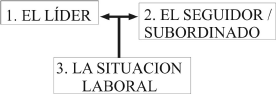 1. EL LÍDER
2. EL SEGUIDOR /
SUBORDINADO
3. LA SITUACION
LABORAL